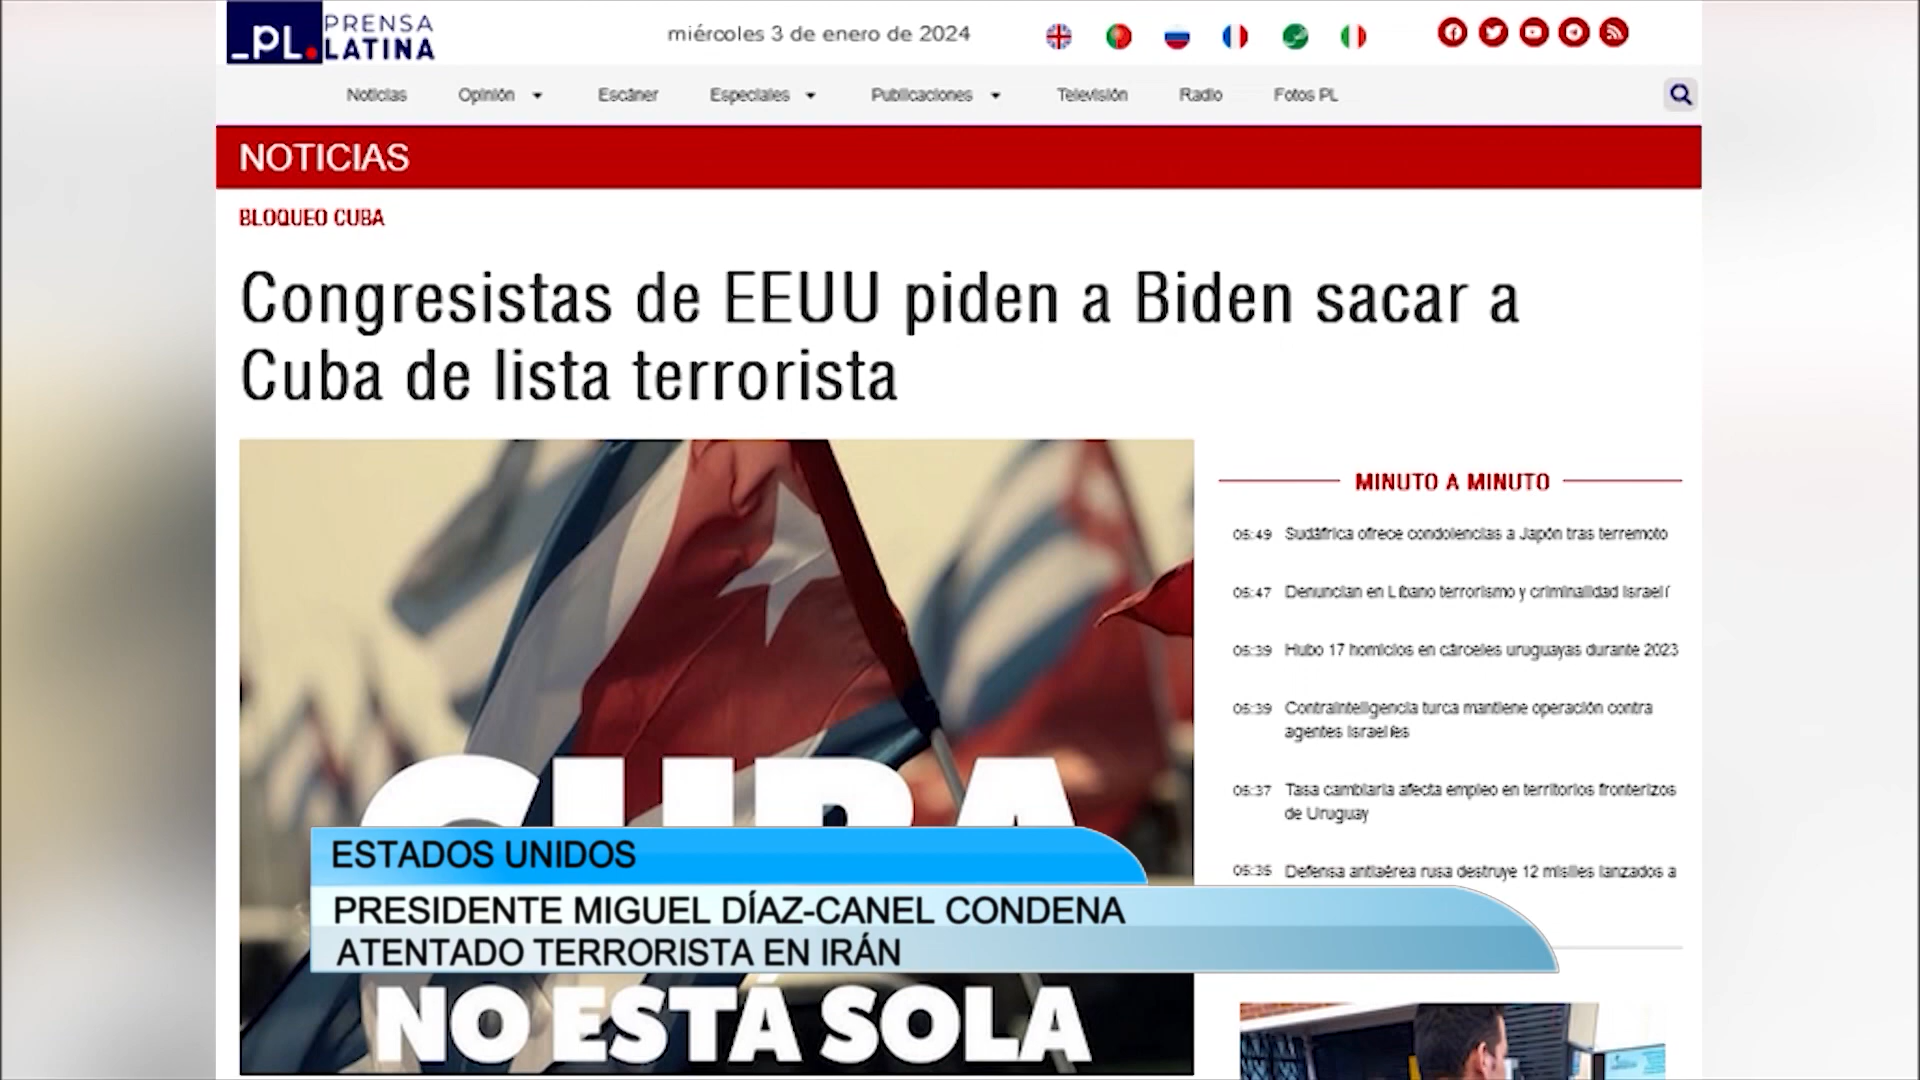 PL.
PRENSA
LATINA
miércoles 3 de enero de 2024
Noticias Opinión Escáner Especiales Publicaciones Televisión Radio Fotos PL
NOTICIAS
BLOQUEO CUBA
Congresistas de EEUU piden a Biden sacar a
Cuba de lista terrorista
MINUTO A MINUTO
05:49 Sudáfrica ofrece condolencias a Japón tras terremoto
05:47 Denuncian en Líbano terrorismo y criminalidad israelí
05:39 Hubo 17 homicios en cárceles uruguayas durante 2023
05:39 Contrainteligencia turca mantiene operación contra
agentes israelíes
05:37 Tasa cambiaria afecta empleo en territorios fronterizos
de Uruguay
05:35 Defensa antiaérea rusa destruye 12 misiles lanzados a
CUBA
ESTADOS UNIDOS
PRESIDENTE MIGUEL DÍAZ-CANEL CONDENA
ATENTADO TERRORISTA EN IRÁN
NO ESTÁ SOLA